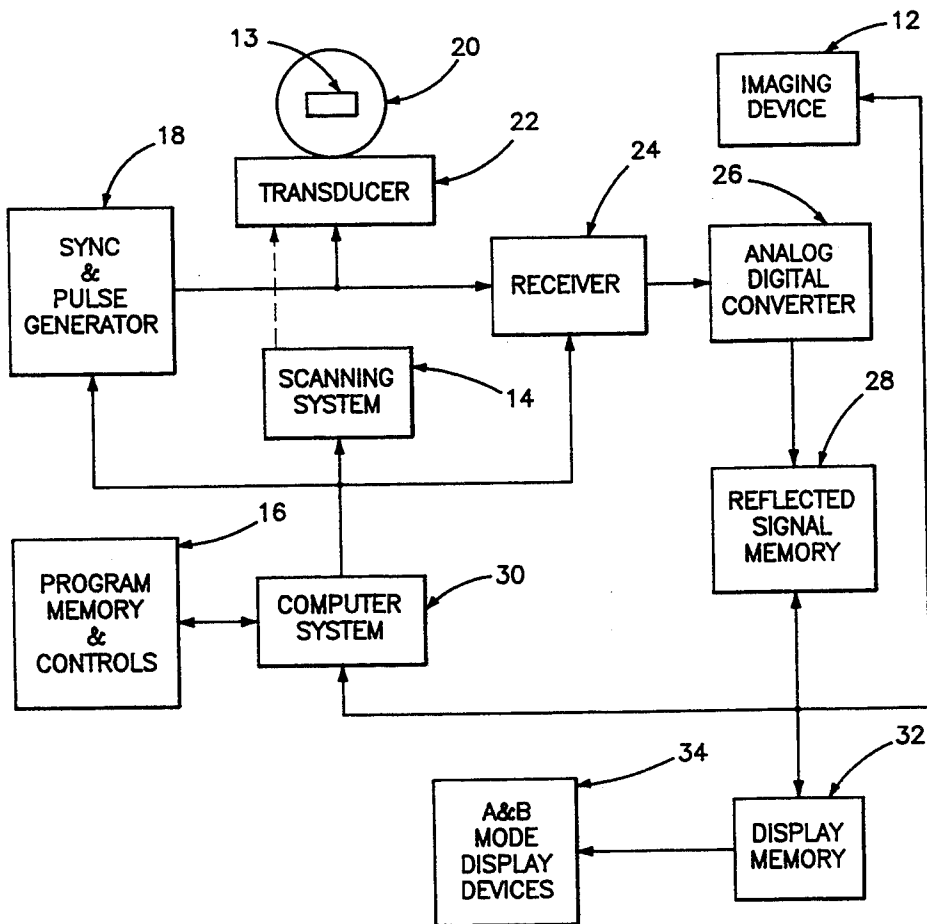 12
13
20
IMAGING
DEVICE
18
22
24
TRANSDUCER
26
SYNC
&
PULSE
GENERATOR
RECEIVER
ANALOG
DIGITAL
CONVERTER
SCANNING
SYSTEM
14
28
16
REFLECTED
SIGNAL
MEMORY
PROGRAM
MEMORY
&
CONTROLS
COMPUTER
SYSTEM
30
34
32
A&B
MODE
DISPLAY
DEVICES
DISPLAY
MEMORY